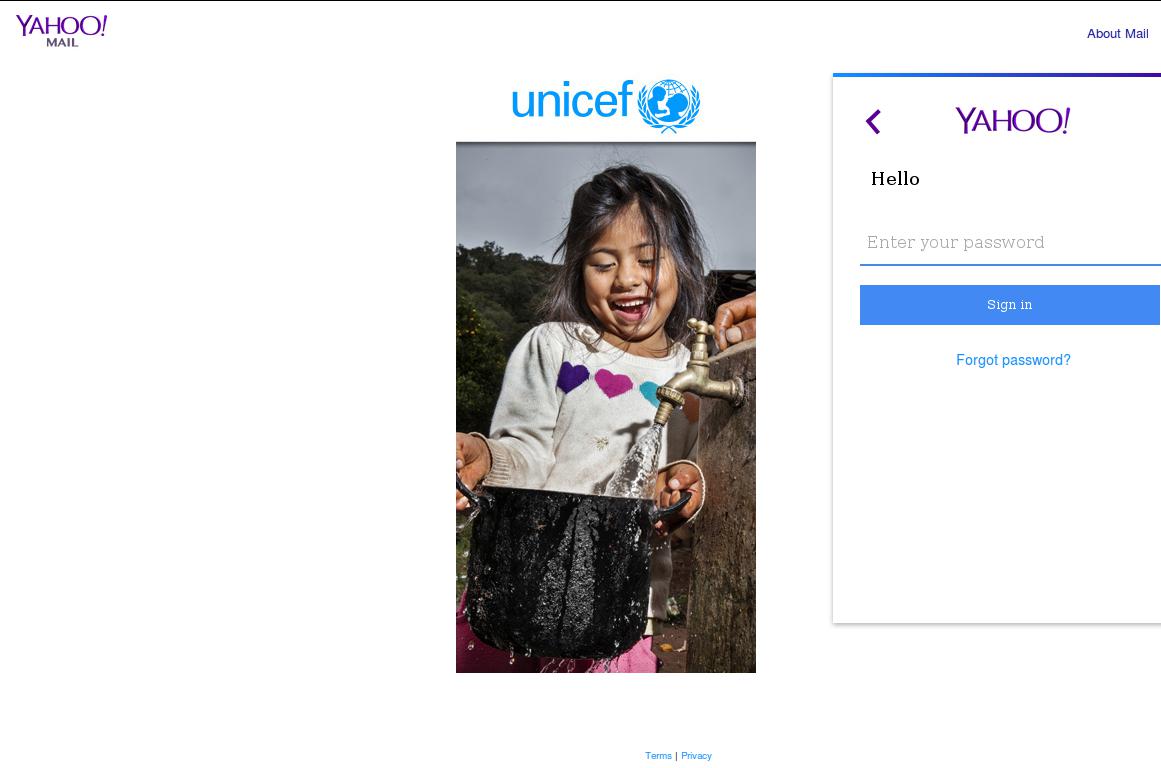 YAHOO!
MAIL
About Mail
unicef
YAHOO!
Hello
Enter your password
Sign in
Forgot password?
Terms | Privacy